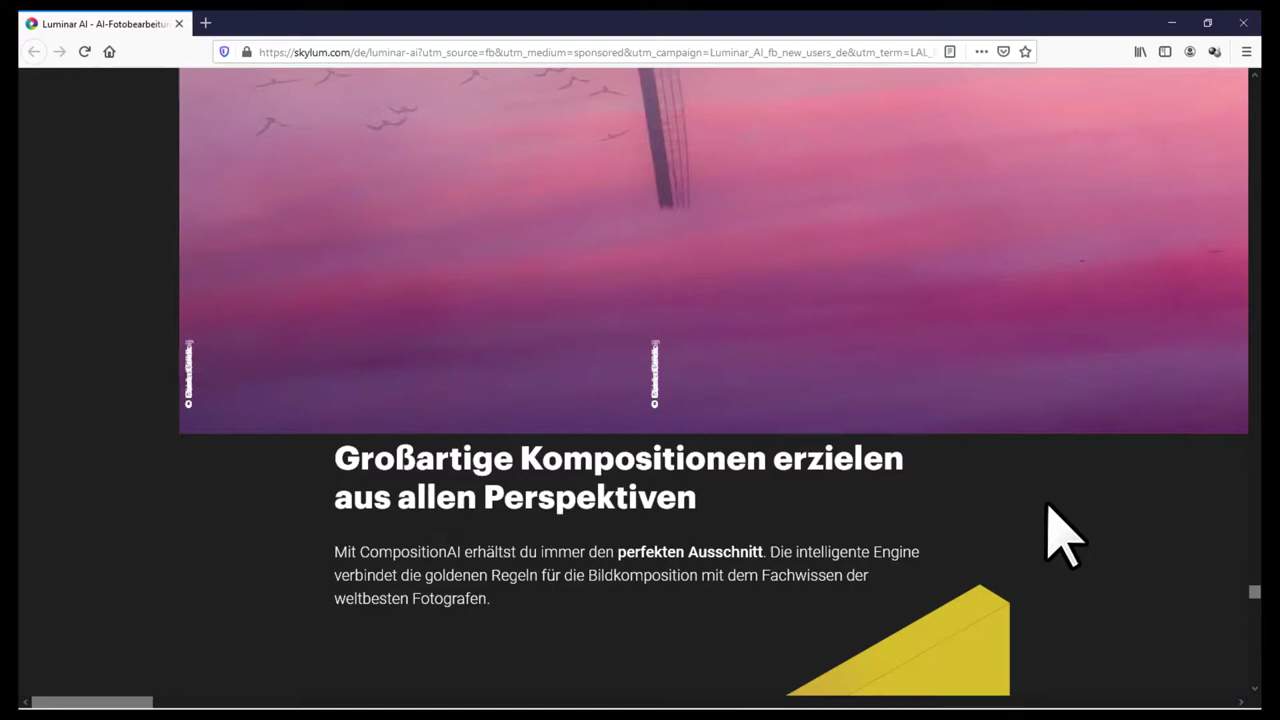 Luminar AI - AI-Fotobearbeitun
https://skylum.com/de/luminar-ai?utm_source=fb&utm_medium=sponsored&utm_campaign=Luminar_AI_fb_new_users_de&utm_term=LAL_
Großartige Kompositionen erzielen
aus allen Perspektiven
Mit CompositionAI erhältst du immer den perfekten Ausschnitt. Die intelligente Engine
verbindet die goldenen Regeln für die Bildkomposition mit dem Fachwissen der
weltbesten Fotografen.